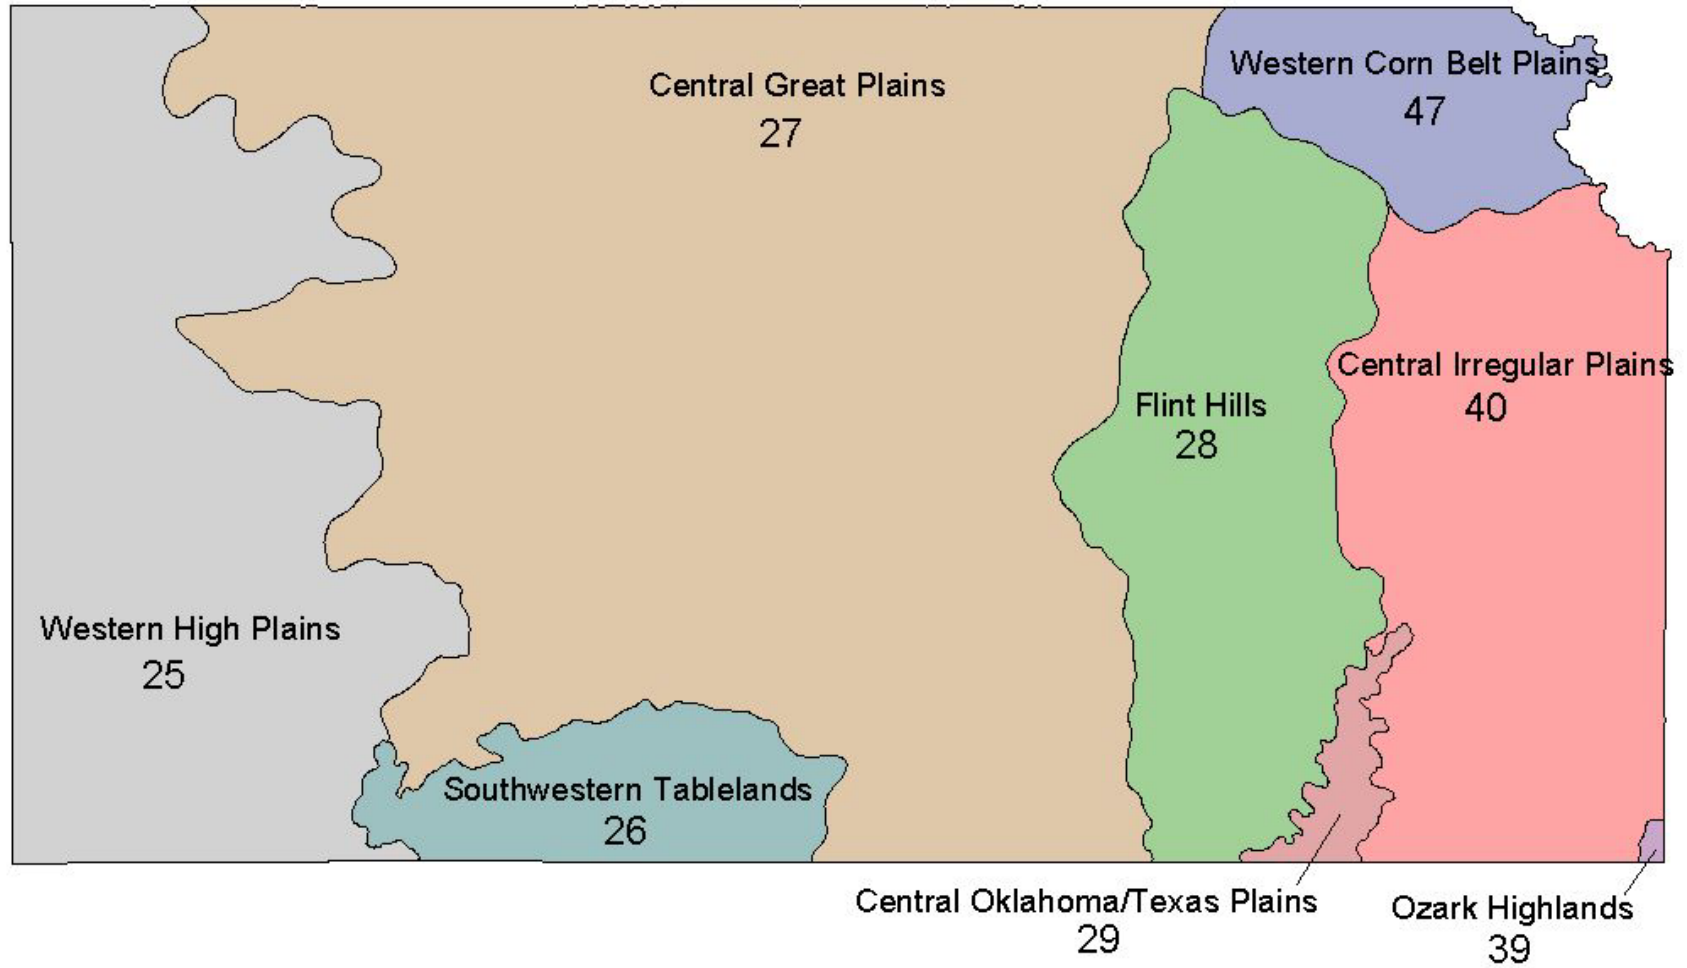 Western Corn Belt Plains
47
Central Great Plains
27
Central Irregular Plains
40
Flint Hills
28
Western High Plains
25
Southwestern Tablelands
26
Central Oklahoma/Texas Plains
29
Ozark Highlands
39